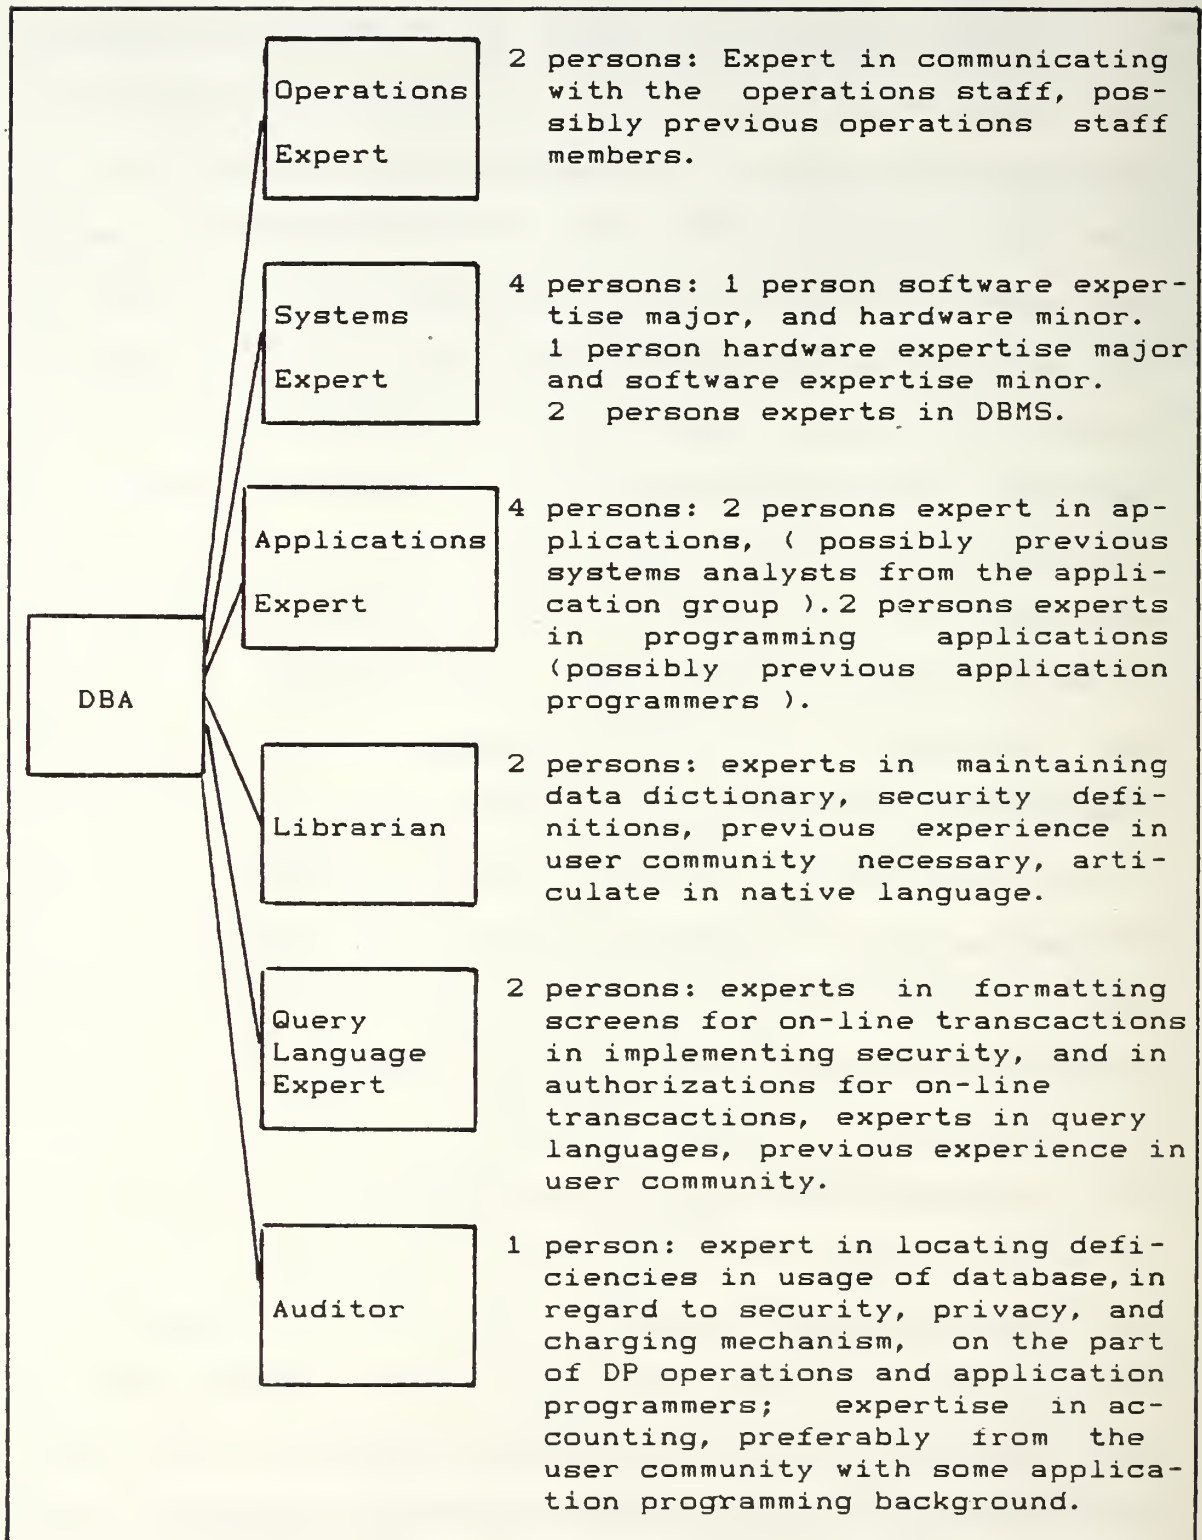 Operations
Expert
2 persons: Expert in communicating
with the operations staff, pos-
sibly previous operations staff
members.
Systems
Expert
4 persons: 1 person software exper-
tise major, and hardware minor.
1 person hardware expertise major
and software expertise minor.
2 persons experts in DBMS.
Applications
Expert
4 persons: 2 persons expert in ap-
plications, ( possibly previous
systems analysts from the appli-
cation group ).2 persons experts
in programming applications
(possibly previous application
programmers ).
DBA
Librarian
2 persons: experts in maintaining
data dictionary, security defi-
nitions, previous experience in
user community necessary, arti-
culate in native language.
Query
Language
Expert
2 persons: experts in formatting
screens for on-line transcactions
in implementing security, and in
authorizations for on-line
transcactions, experts in query
languages, previous experience in
user community.
Auditor
1 person: expert in locating defi-
ciencies in usage of database, in
regard to security, privacy, and
charging mechanism, on the part
of DP operations and application
programmers; expertise in ac-
counting, preferably from the
user community with some applica-
tion programming background.